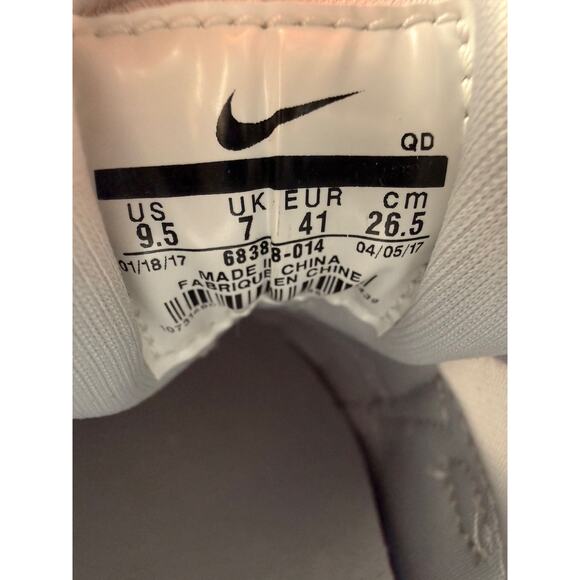 QD
US UK EUR cm
9.5 7 41 26.5
01/18/17 04/05/17
MADE IN CHINA
FABRIQUE EN CHINE